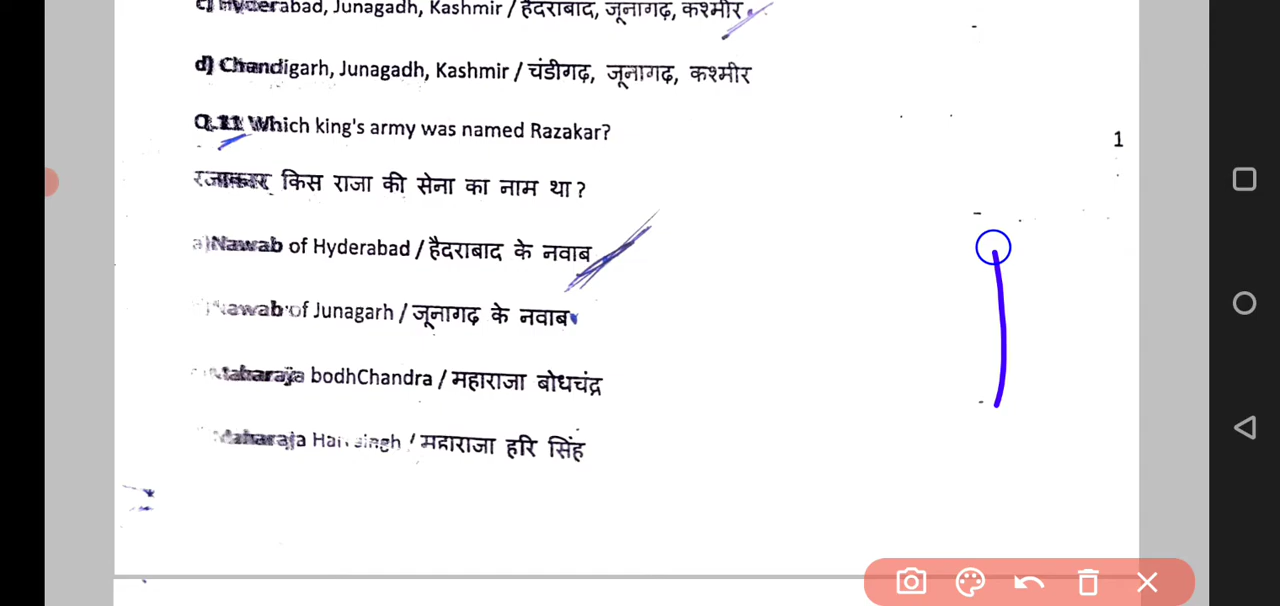 c) Hyderabad, Junagadh, Kashmir / हैदराबाद, जूनागढ़, कश्मीर
d) Chandigarh, Junagadh, Kashmir / चंडीगढ़, जूनागढ़, कश्मीर
Q.11 Which king's army was named Razakar?
1
रजाकार किस राजा की सेना का नाम था?
a) Nawab of Hyderabad / हैदराबाद के नवाब
Nawab of Junagarh / जूनागढ़ के नवाब
Maharaja bodhChandra / महाराजा बोधचंद्र
Maharaja Hari singh / महाराजा हरि सिंह